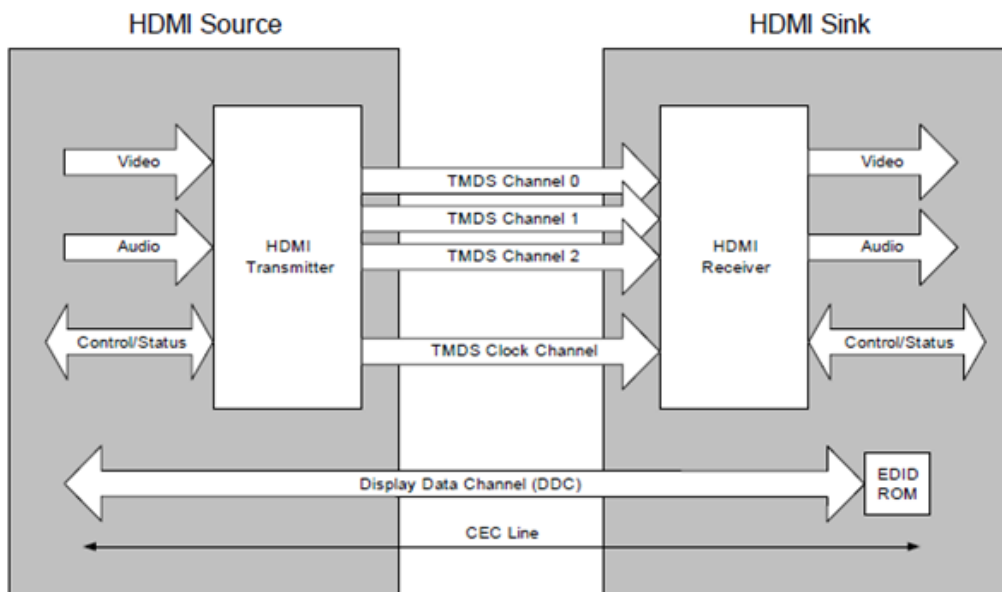 HDMI Source
HDMI Sink
Video
Audio
Control/Status
HDMI
Transmitter
TMDS Channel 0
TMDS Channel 1
TMDS Channel 2
TMDS Clock Channel
HDMI
Receiver
Video
Audio
Control/Status
Display Data Channel (DDC)
EDID
ROM
CEC Line